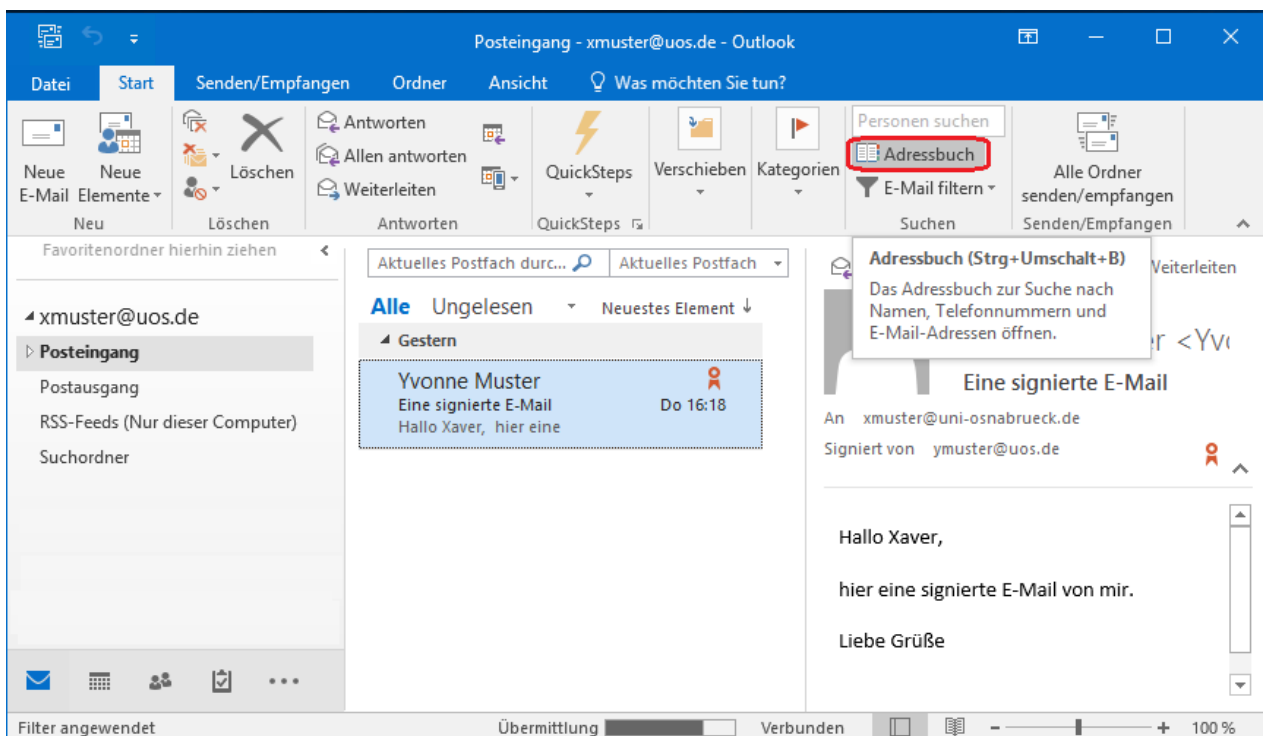 Posteingang - xmuster@uos.de - Outlook
Datei Start Senden/Empfangen Ordner Ansicht Was möchten Sie tun?
Neue E-Mail
Neue Elemente
Neu
Löschen
Löschen
Antworten
Allen antworten
Weiterleiten
Antworten
QuickSteps
QuickSteps
Verschieben
Kategorien
Personen suchen
Adressbuch
E-Mail filtern
Suchen
Alle Ordner
senden/empfangen
Senden/Empfangen
Favoritenordner hierhin ziehen
xmuster@uos.de
Posteingang
Postausgang
RSS-Feeds (Nur dieser Computer)
Suchordner
Aktuelles Postfach durc... Aktuelles Postfach
Alle Ungelesen Neuestes Element ↓
Gestern
Yvonne Muster
Eine signierte E-Mail Do 16:18
Hallo Xaver, hier eine
Adressbuch (Strg+Umschalt+B)
Das Adressbuch zur Suche nach
Namen, Telefonnummern und
E-Mail-Adressen öffnen.
Weiterleiten
Eine signierte E-Mail
An xmuster@uni-osnabrueck.de
Signiert von ymuster@uos.de
Hallo Xaver,
hier eine signierte E-Mail von mir.
Liebe Grüße
Filter angewendet Übermittlung Verbunden 100 %